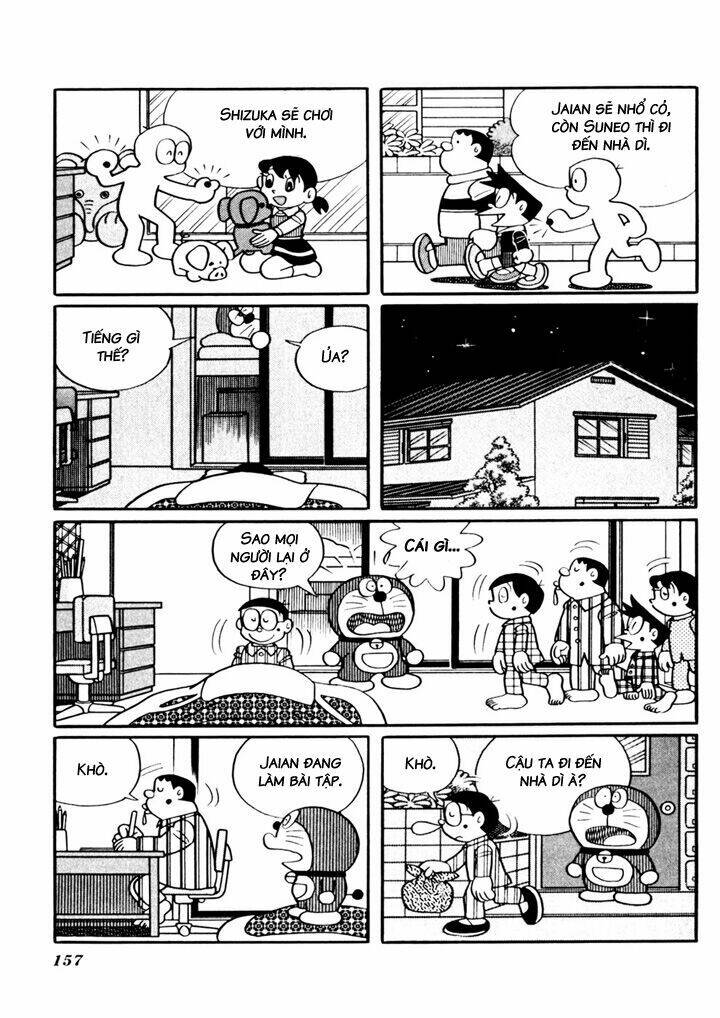 JAIAN SẼ NHỔ CỎ,
CÒN SUNEO THÌ ĐI
ĐẾN NHÀ DÌ.
SHIZUKA SẼ CHƠI
VỚI MÌNH.
ỦA?
TIẾNG GÌ
THẾ?
CÁI GÌ...
SAO MỌI
NGƯỜI LẠI Ở
ĐÂY?
CẬU TA ĐI ĐẾN
NHÀ DÌ À?
KHÒ.
JAIAN ĐANG
LÀM BÀI TẬP.
KHÒ.
157